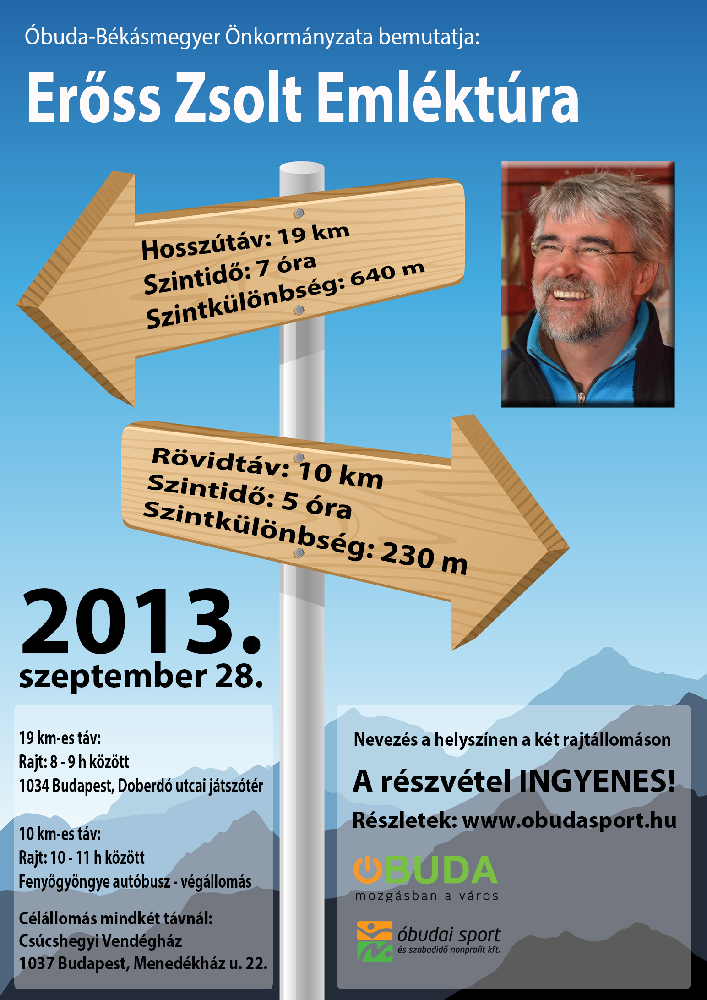 Óbuda-Békásmegyer Önkormányzata bemutatja:
Erőss Zsolt Emléktúra
Hosszútáv: 19 km
Szintidő: 7 óra
Szintkülönbség: 640 m
Rövidtáv: 10 km
Szintidő: 5 óra
Szintkülönbség: 230 m
2013.
szeptember 28.
19 km-es táv:
Rajt: 8 - 9 h között
1034 Budapest, Doberdó utcai játszótér
10 km-es táv:
Rajt: 10 - 11 h között
Fenyőgyöngye autóbusz - végállomás
Célállomás mindkét távnál:
Csúcshegyi Vendégház
1037 Budapest, Menedékház u. 22.
Nevezés a helyszínen a két rajtállomáson
A részvétel INGYENES!
Részletek: www.obudasport.hu
ÓBUDA
mozgásban a város
óbudai sport
és szabadidő nonprofit kft.